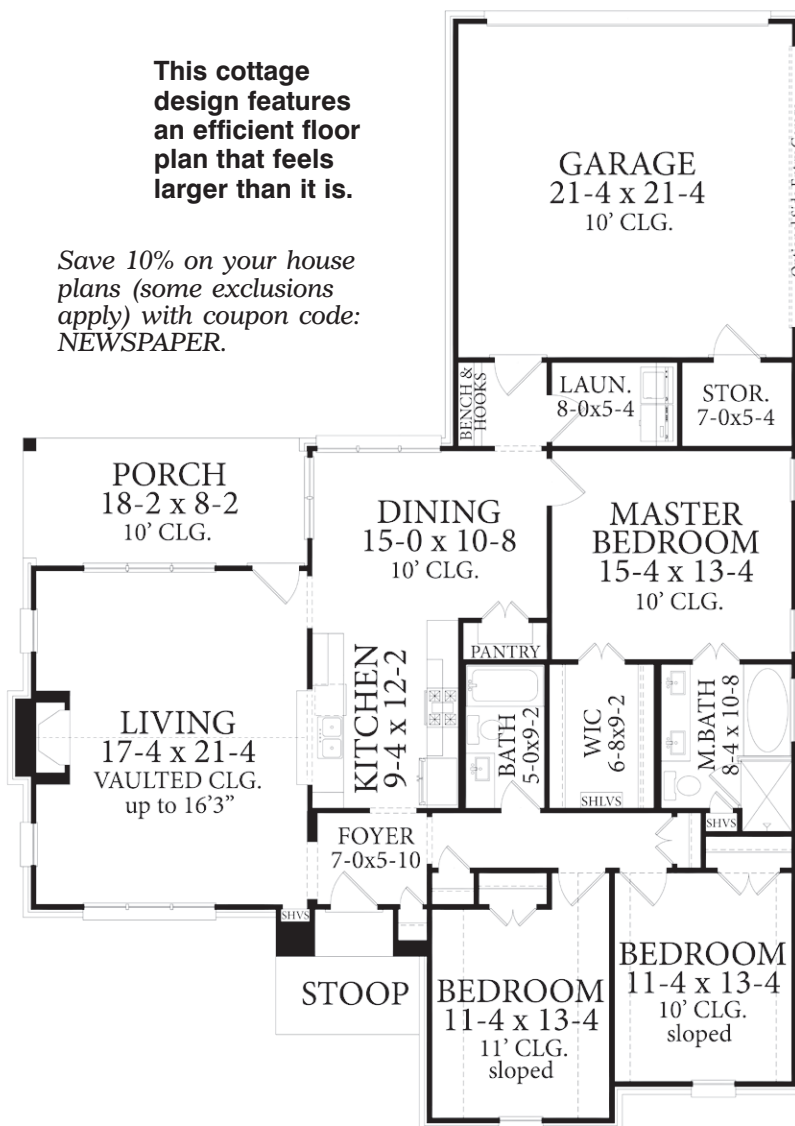 This cottage
design features
an efficient floor
plan that feels
larger than it is.
Save 10% on your house
plans (some exclusions
apply) with coupon code:
NEWSPAPER.
GARAGE
21-4 x 21-4
10' CLG.
BENCH &
HOOKS
LAUN.
8-0x5-4
STOR.
7-0x5-4
PORCH
18-2 x 8-2
10' CLG.
DINING
15-0 x 10-8
10' CLG.
MASTER
BEDROOM
15-4 x 13-4
10' CLG.
PANTRY
LIVING
17-4 x 21-4
VAULTED CLG.
up to 16'3"
KITCHEN
9-4 x 12-2
BATH
5-0x9-2
WIC
6-8x9-2
SHLVS
M.BATH
8-4 x 10-8
SHVS
FOYER
7-0x5-10
SHVS
STOOP
BEDROOM
11-4 x 13-4
11' CLG.
sloped
BEDROOM
11-4 x 13-4
10' CLG.
sloped